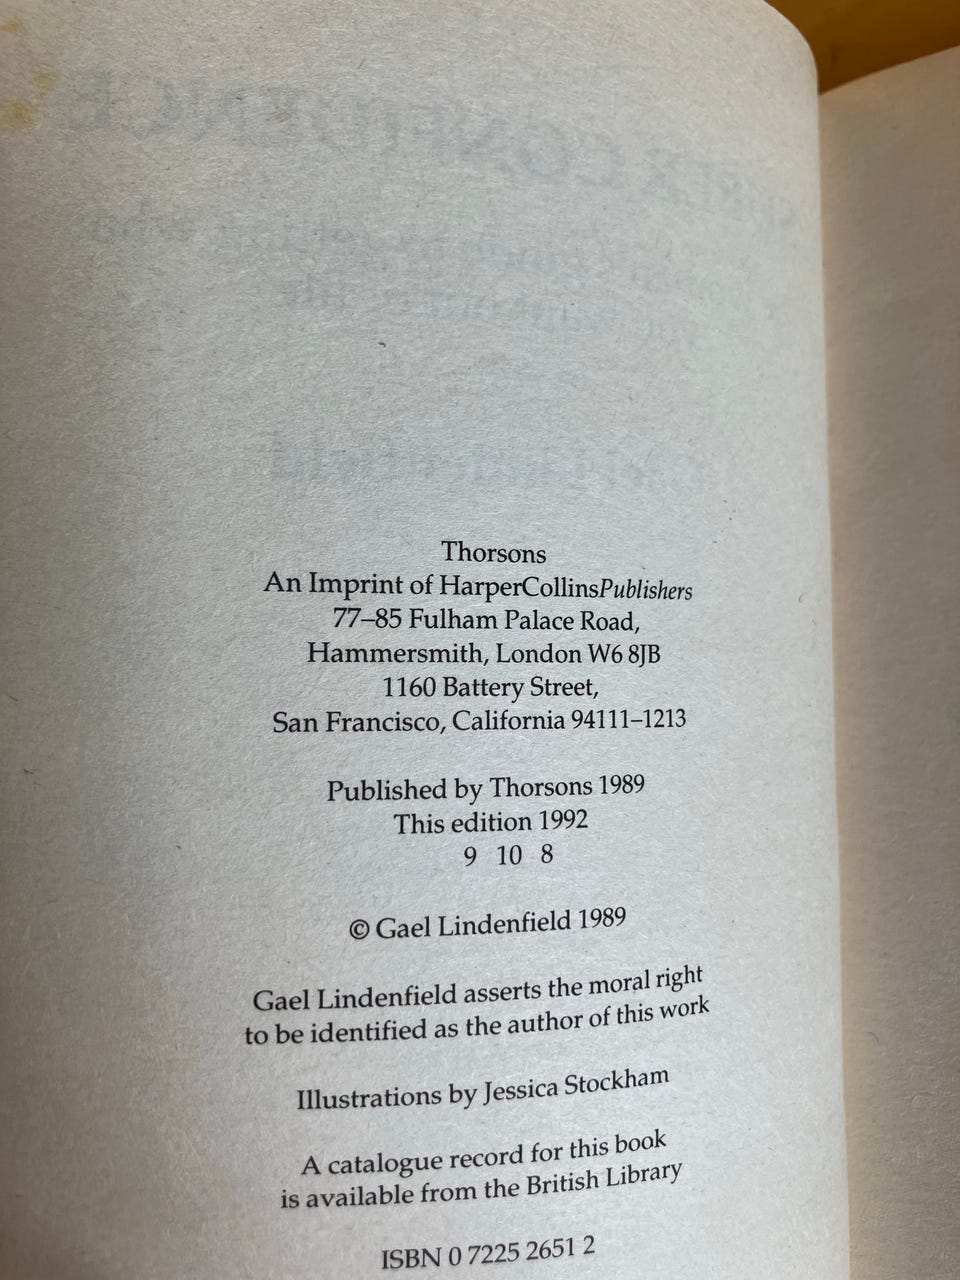 Thorsons
An Imprint of HarperCollinsPublishers
77–85 Fulham Palace Road,
Hammersmith, London W6 8JB
1160 Battery Street,
San Francisco, California 94111–1213
Published by Thorsons 1989
This edition 1992
9 10 8
© Gael Lindenfield 1989
Gael Lindenfield asserts the moral right
to be identified as the author of this work
Illustrations by Jessica Stockham
A catalogue record for this book
is available from the British Library
ISBN 0 7225 2651 2